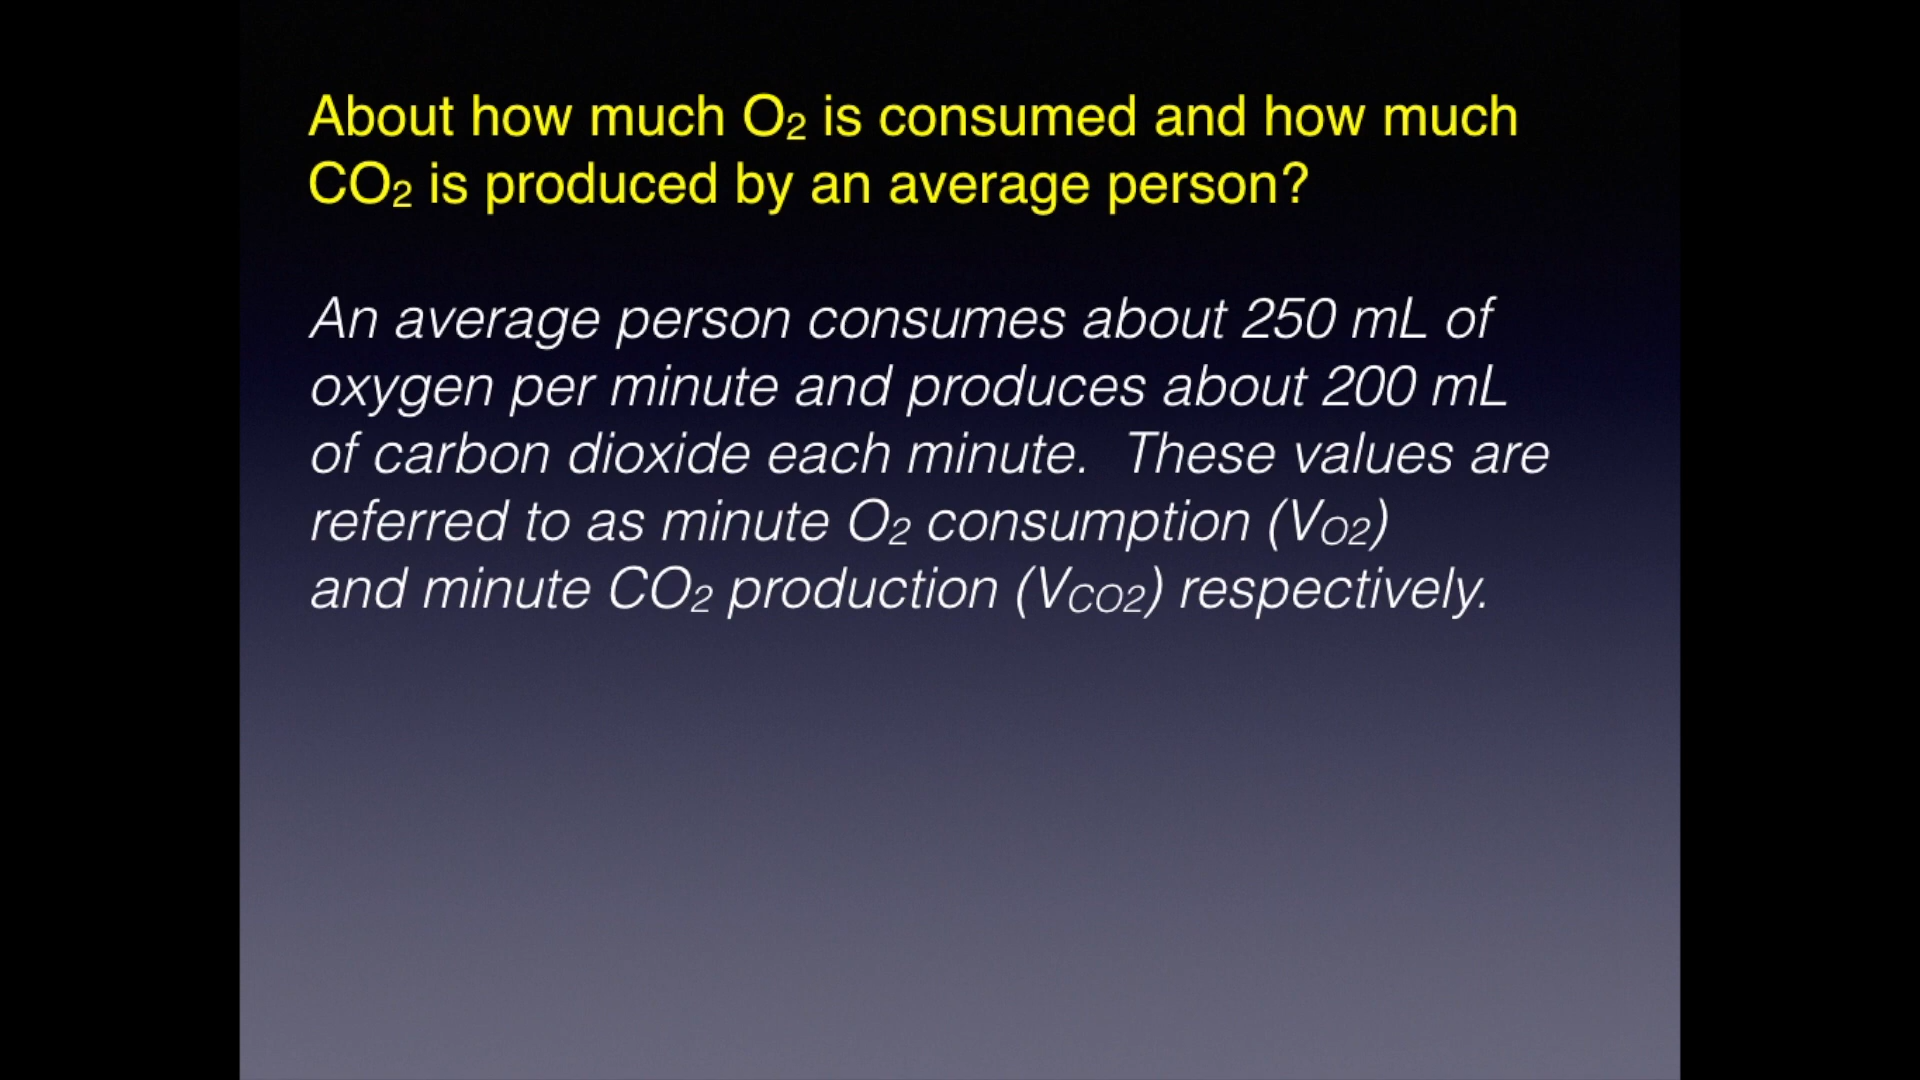 About how much O₂ is consumed and how much
CO₂ is produced by an average person?
An average person consumes about 250 mL of
oxygen per minute and produces about 200 mL
of carbon dioxide each minute.  These values are
referred to as minute O₂ consumption (VO2)
and minute CO₂ production (VCO2) respectively.